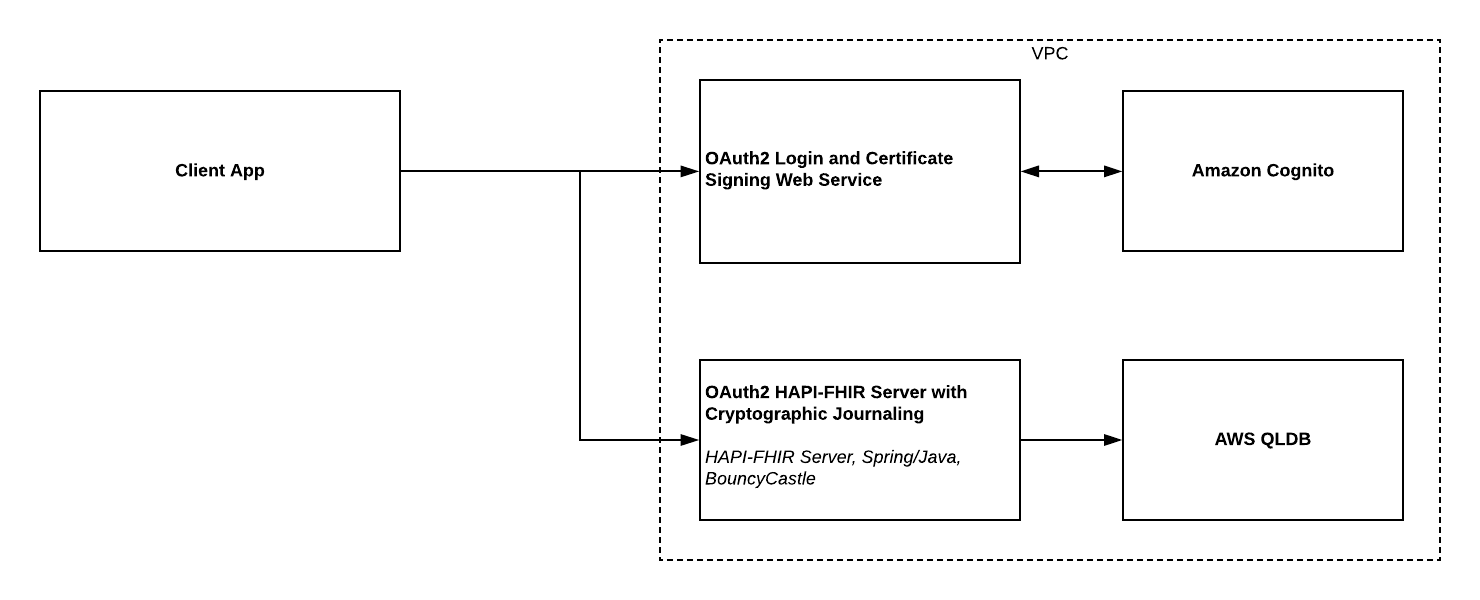 VPC
Client App
OAuth2 Login and Certificate
Signing Web Service
Amazon Cognito
OAuth2 HAPI-FHIR Server with
Cryptographic Journaling
HAPI-FHIR Server, Spring/Java,
BouncyCastle
AWS QLDB